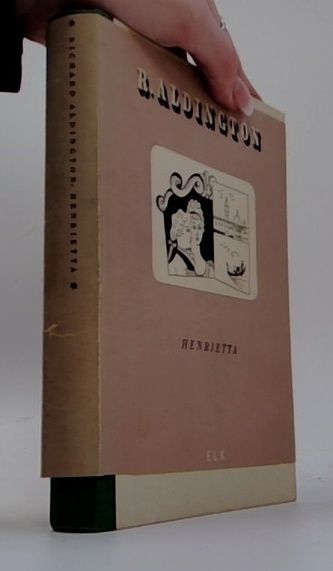 * RICHARD ALDINGTON: HENRIETTA *
R. ALDINGTON
HENRIETTA
ELK